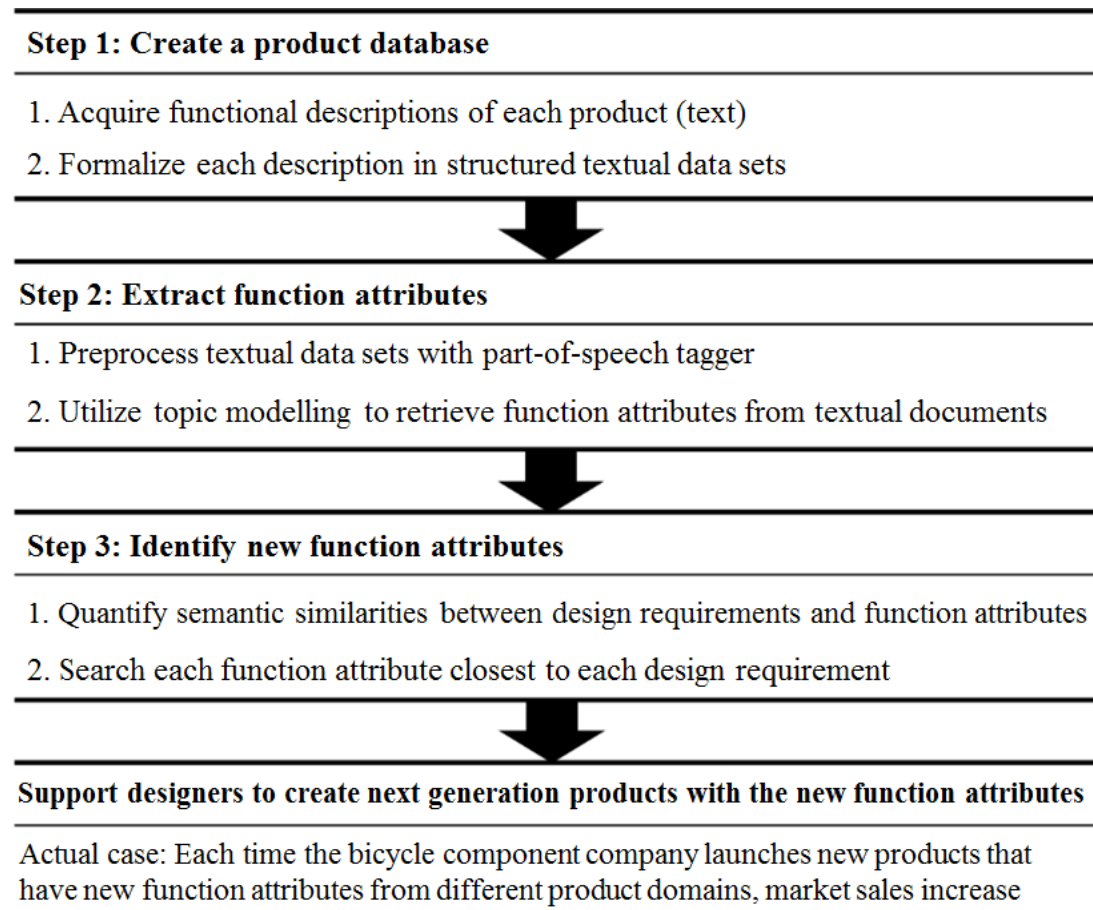 Step 1: Create a product database
1. Acquire functional descriptions of each product (text)
2. Formalize each description in structured textual data sets
Step 2: Extract function attributes
1. Preprocess textual data sets with part-of-speech tagger
2. Utilize topic modelling to retrieve function attributes from textual documents
Step 3: Identify new function attributes
1. Quantify semantic similarities between design requirements and function attributes
2. Search each function attribute closest to each design requirement
Support designers to create next generation products with the new function attributes
Actual case: Each time the bicycle component company launches new products that
have new function attributes from different product domains, market sales increase